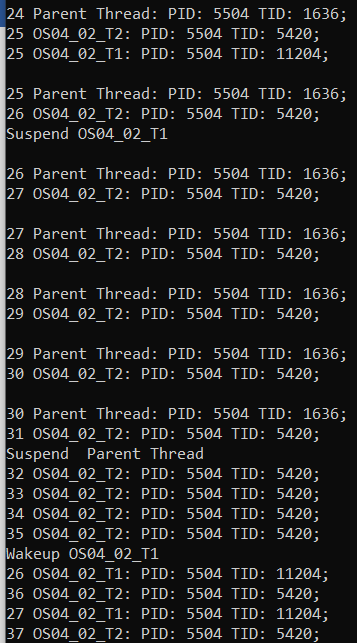 24 Parent Thread: PID: 5504 TID: 1636;
25 OS04_02_T2: PID: 5504 TID: 5420;
25 OS04_02_T1: PID: 5504 TID: 11204;
25 Parent Thread: PID: 5504 TID: 1636;
26 OS04_02_T2: PID: 5504 TID: 5420;
Suspend OS04_02_T1
26 Parent Thread: PID: 5504 TID: 1636;
27 OS04_02_T2: PID: 5504 TID: 5420;
27 Parent Thread: PID: 5504 TID: 1636;
28 OS04_02_T2: PID: 5504 TID: 5420;
28 Parent Thread: PID: 5504 TID: 1636;
29 OS04_02_T2: PID: 5504 TID: 5420;
29 Parent Thread: PID: 5504 TID: 1636;
30 OS04_02_T2: PID: 5504 TID: 5420;
30 Parent Thread: PID: 5504 TID: 1636;
31 OS04_02_T2: PID: 5504 TID: 5420;
Suspend  Parent Thread
32 OS04_02_T2: PID: 5504 TID: 5420;
33 OS04_02_T2: PID: 5504 TID: 5420;
34 OS04_02_T2: PID: 5504 TID: 5420;
35 OS04_02_T2: PID: 5504 TID: 5420;
Wakeup OS04_02_T1
26 OS04_02_T1: PID: 5504 TID: 11204;
36 OS04_02_T2: PID: 5504 TID: 5420;
27 OS04_02_T1: PID: 5504 TID: 11204;
37 OS04_02_T2: PID: 5504 TID: 5420;